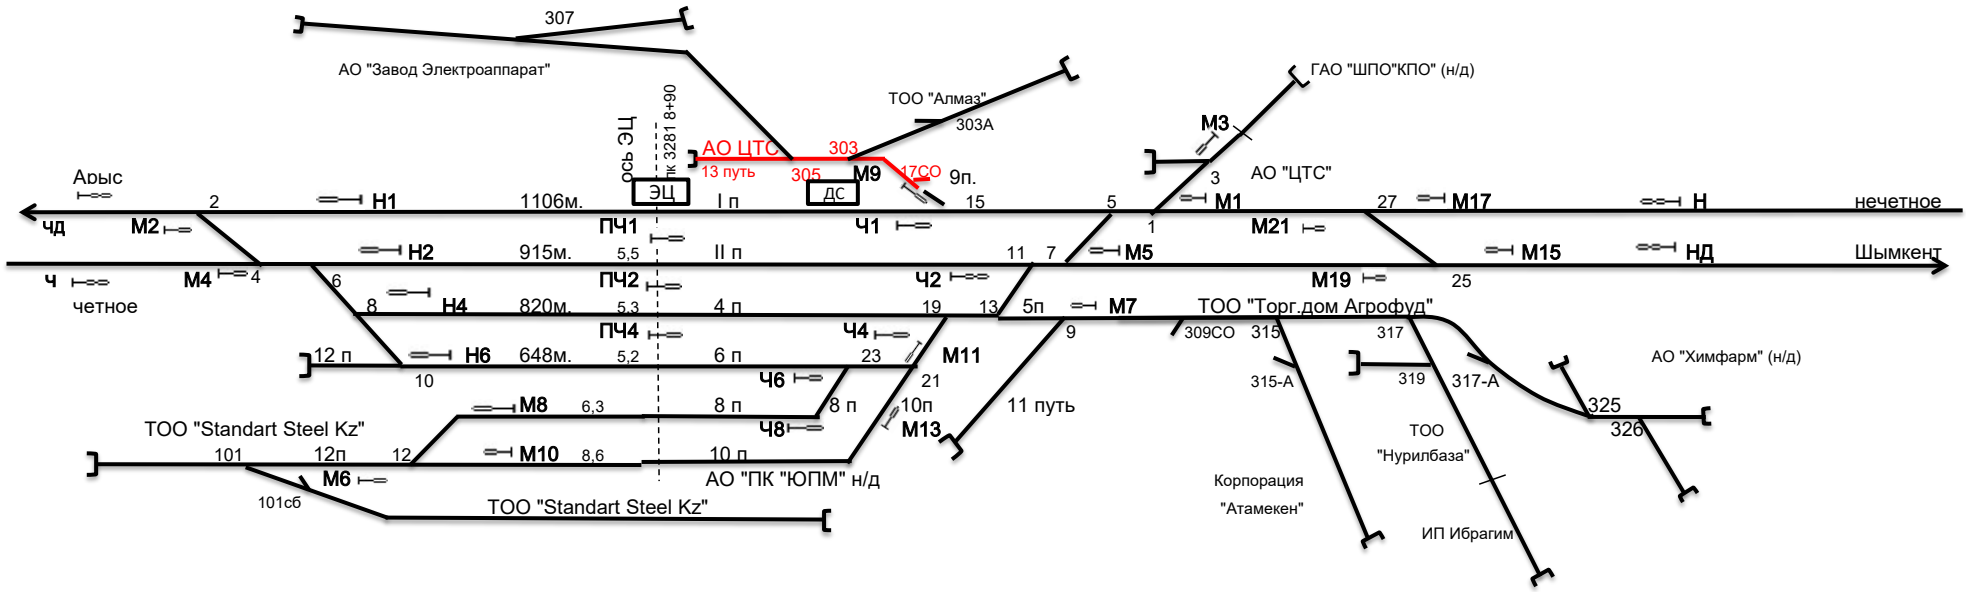 307
АО "Завод Электроаппарат"
ГАО "ШПО"КПО" (н/д)
ТОО "Алмаз"
303А
М3
ось ЭЦ
пк 3281 8+90
АО ЦТС
303
13 путь
305
М9
17СО
9п.
3
АО "ЦТС"
Арыс
ЭЦ
ДС
2
Н1
1106м.
I п
15
5
М1
27
М17
Н
нечетное
чд
М2
ПЧ1
Ч1
1
М21
Н2
915м.
5,5
II п
11
7
М5
М15
НД
Шымкент
ч
М4
4
6
ПЧ2
Ч2
М19
25
четное
8
Н4
820м.
5.3
4 п
19
13
5п
М7
ТОО "Торг.дом Агрофуд"
ПЧ4
Ч4
9
309СО
315
317
12 п
Н6
648м.
5,2
6 п
23
М11
АО "Химфарм" (н/д)
10
Ч6
21
315-А
319
317-А
М8
6,3
8 п
8 п
10п
11 путь
325
ТОО "Standart Steel Kz"
Ч8
М13
ТОО
326
101
12п
12
М10
8,6
10 п
"Нурилбаза"
М6
АО "ПК "ЮПМ" н/д
Корпорация
101сб
ТОО "Standart Steel Kz"
"Атамекен"
ИП Ибрагим